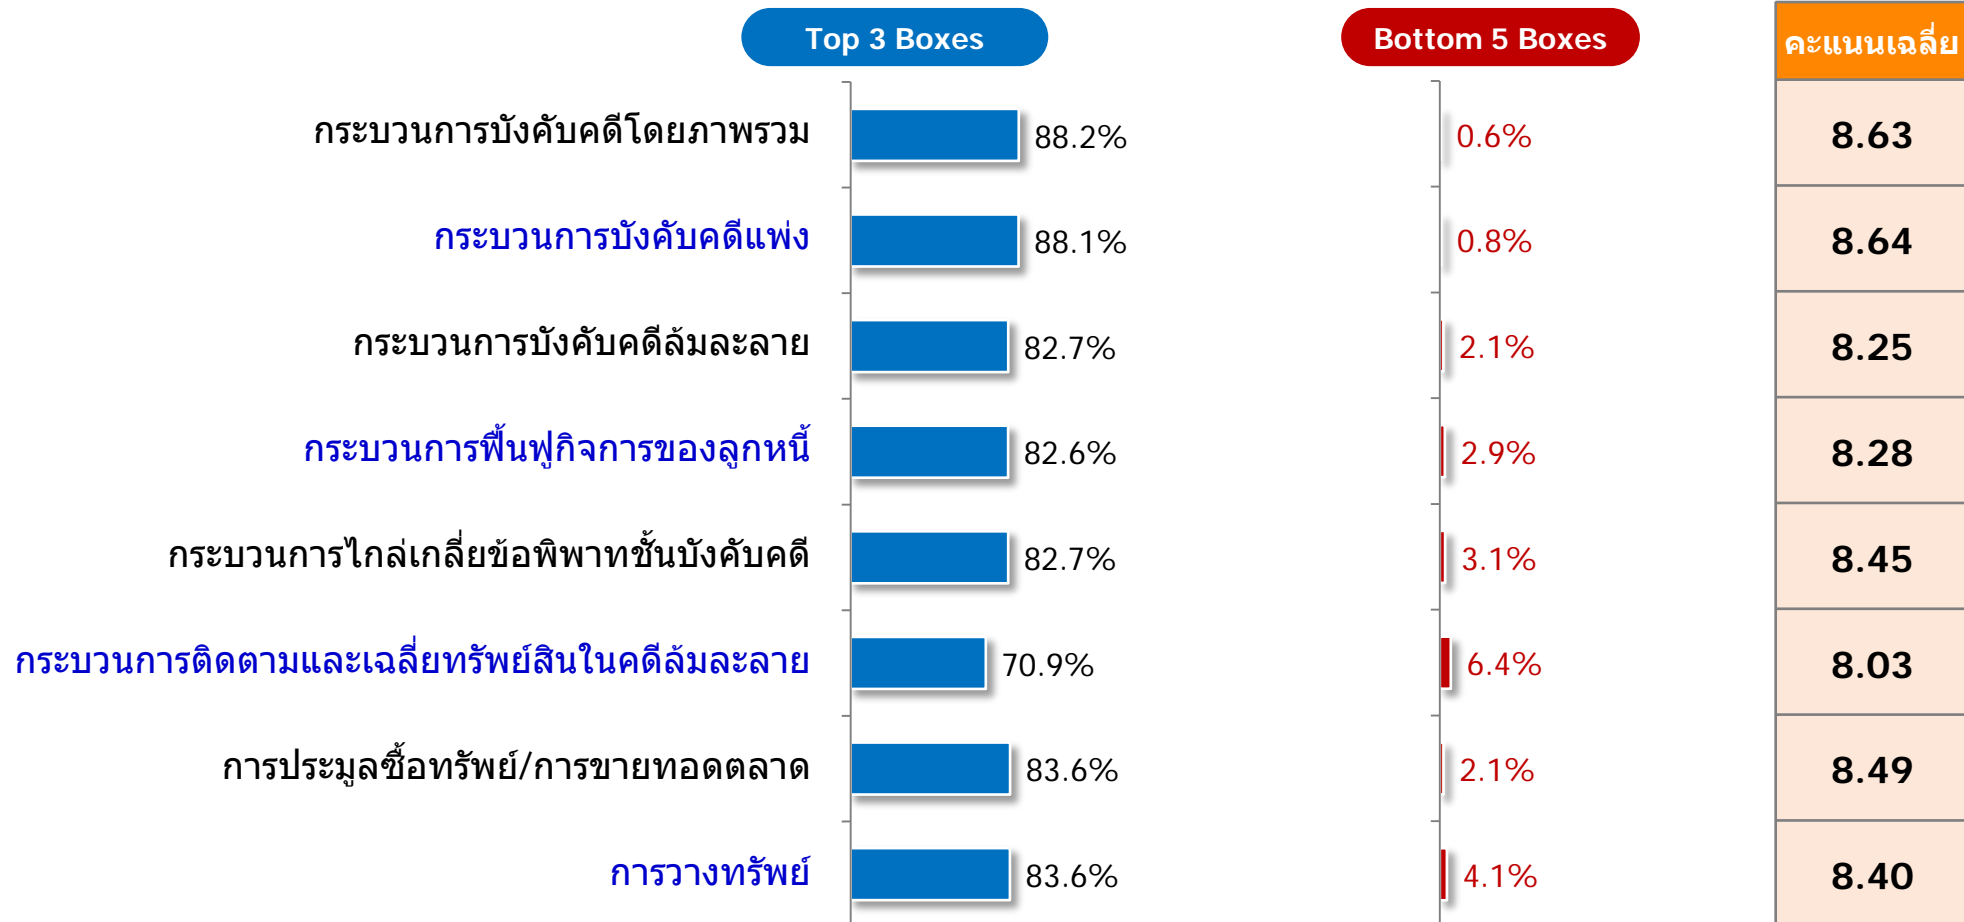 Top 3 Boxes Bottom 5 Boxes คะแนนเฉลี่ย
กระบวนการบังคับคดีโดยภาพรวม 88.2% 0.6% 8.63
กระบวนการบังคับคดีแพ่ง 88.1% 0.8% 8.64
กระบวนการบังคับคดีล้มละลาย 82.7% 2.1% 8.25
กระบวนการฟื้นฟูกิจการของลูกหนี้ 82.6% 2.9% 8.28
กระบวนการไกล่เกลี่ยข้อพิพาทชั้นบังคับคดี 82.7% 3.1% 8.45
กระบวนการติดตามและเฉลี่ยทรัพย์สินในคดีล้มละลาย 70.9% 6.4% 8.03
การประมูลซื้อทรัพย์/การขายทอดตลาด 83.6% 2.1% 8.49
การวางทรัพย์ 83.6% 4.1% 8.40